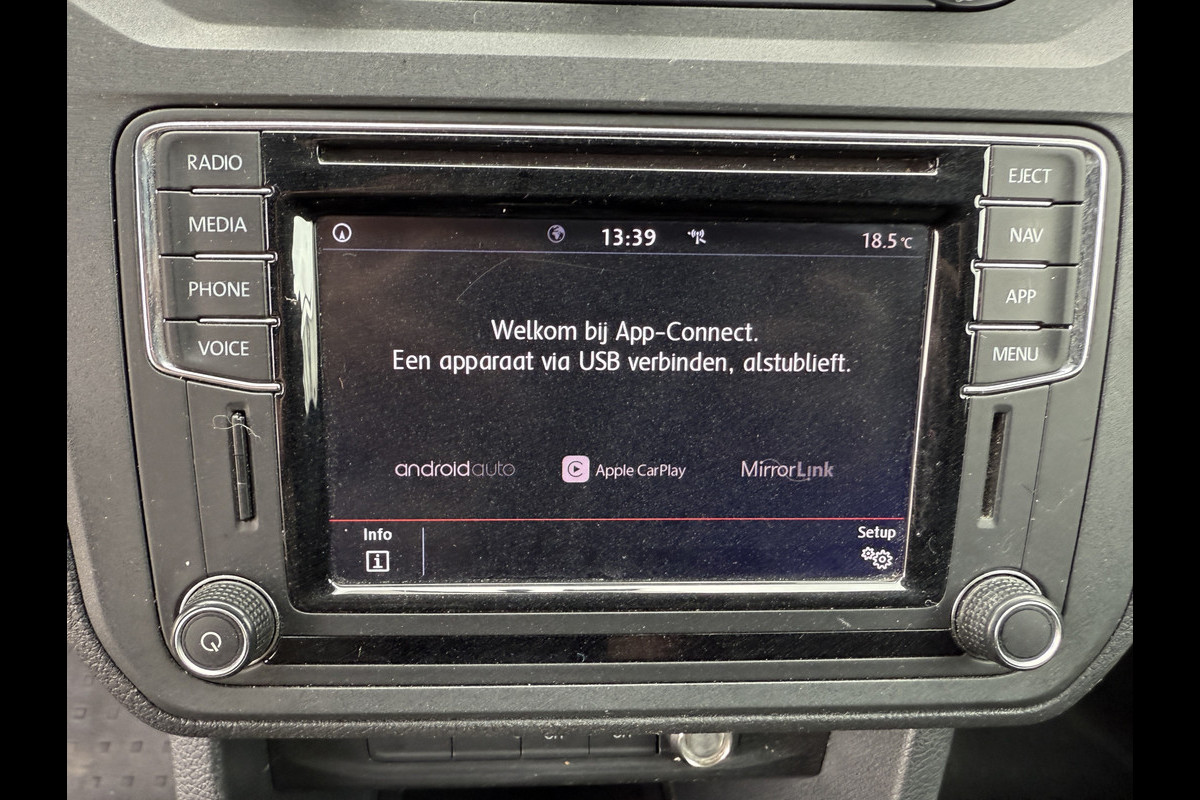 RADIO
MEDIA
PHONE
VOICE
EJECT
NAV
APP
MENU
13:39
18.5°C
Welkom bij App-Connect.
Een apparaat via USB verbinden, alstublieft.
androidauto
Apple CarPlay
MirrorLink
Info
Setup